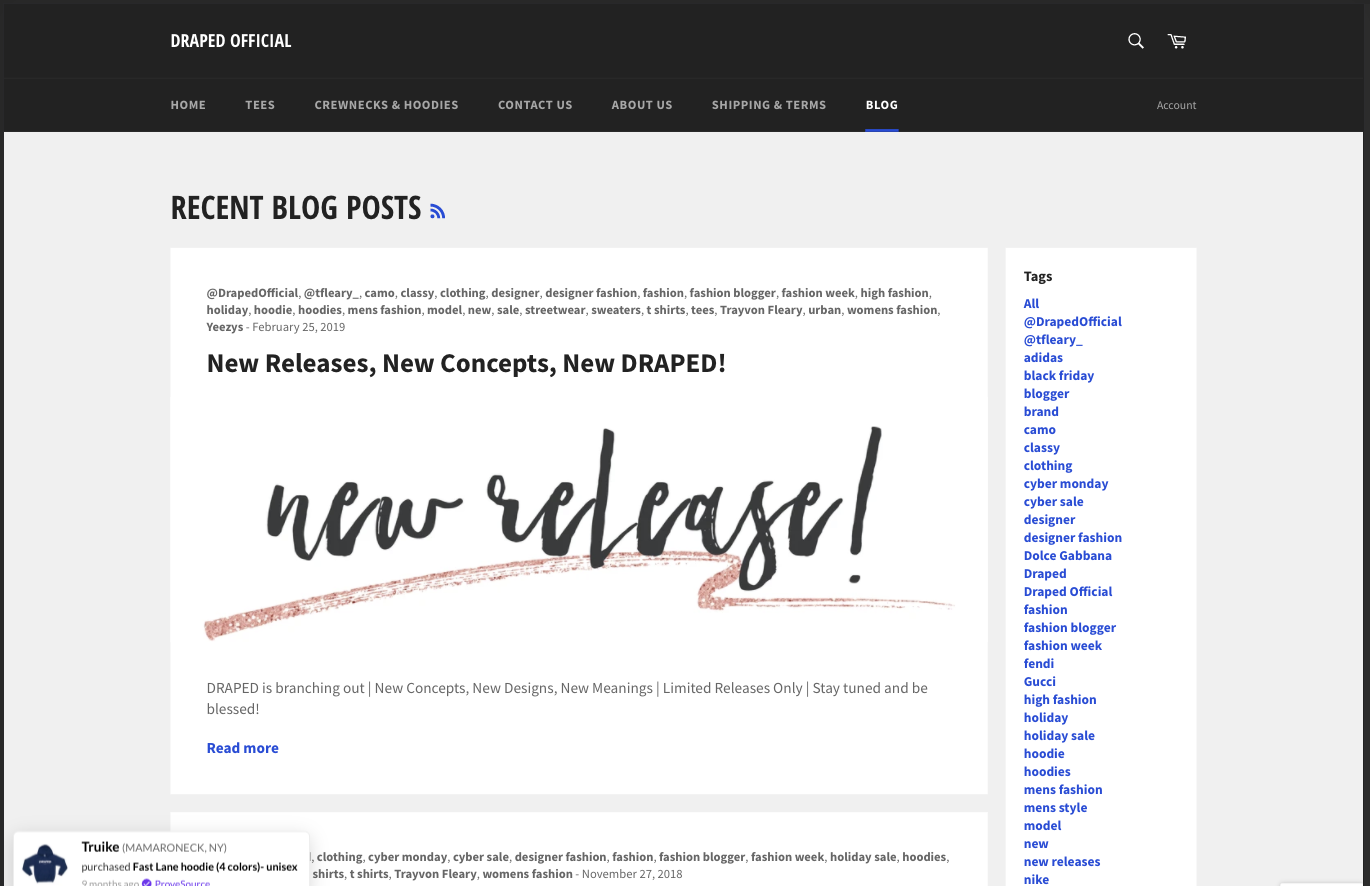 DRAPED OFFICIAL
HOME TEES CREWNECKS & HOODIES CONTACT US ABOUT US SHIPPING & TERMS BLOG Account
RECENT BLOG POSTS
@DrapedOfficial, @tfleary_, camo, classy, clothing, designer, designer fashion, fashion, fashion blogger, fashion week, high fashion,
holiday, hoodie, hoodies, mens fashion, model, new, sale, streetwear, sweaters, t shirts, tees, Trayvon Fleary, urban, womens fashion,
Yeezys - February 25, 2019
New Releases, New Concepts, New DRAPED!
new release!
DRAPED is branching out | New Concepts, New Designs, New Meanings | Limited Releases Only | Stay tuned and be
blessed!
Read more
clothing, cyber monday, cyber sale, designer fashion, fashion, fashion blogger, fashion week, holiday sale, hoodies,
shirts, t shirts, Trayvon Fleary, womens fashion - November 27, 2018
Tags
All
@DrapedOfficial
@tfleary_
adidas
black friday
blogger
brand
camo
classy
clothing
cyber monday
cyber sale
designer
designer fashion
Dolce Gabbana
Draped
Draped Official
fashion
fashion blogger
fashion week
fendi
Gucci
high fashion
holiday
holiday sale
hoodie
hoodies
mens fashion
mens style
model
new
new releases
nike
Truike (MAMARONECK, NY)
purchased Fast Lane hoodie (4 colors)- unisex
9 months ago ProveSource